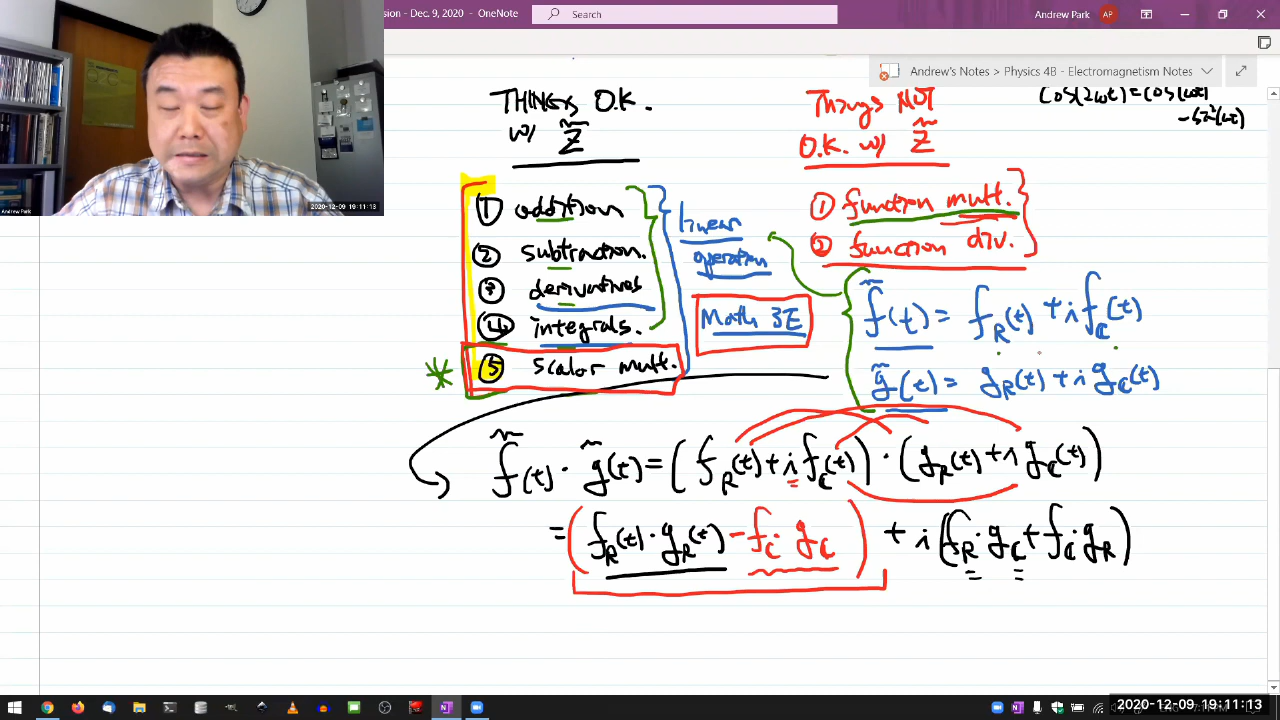 sion - Dec. 9, 2020 - OneNote
Search
Andrew Park
AP
Andrew's Notes > Physics 4B - Electromagnetism Notes
cos(2ωt) = cos²(ωt)
- sin²(ωt)
THINGS O.K.
w/ Z̃
① addition
② subtraction.
③ derivatives
④ integrals.
⑤ scalar mult.
linear
operation
Math 3E
Things NOT
O.K. w/ Z̃
① function mult.
② function div.
f̃(t) = f_R(t) + i f_C(t)
g̃(t) = g_R(t) + i g_C(t)
f̃(t) · g̃(t) = (f_R(t) + i f_C(t)) · (g_R(t) + i g_C(t))
= (f_R(t) · g_R(t) - f_C · g_C) + i (f_R · g_C + f_C · g_R)
Andrew Park
2020-12-09 19:11:13
2020-12-09 19:11:13